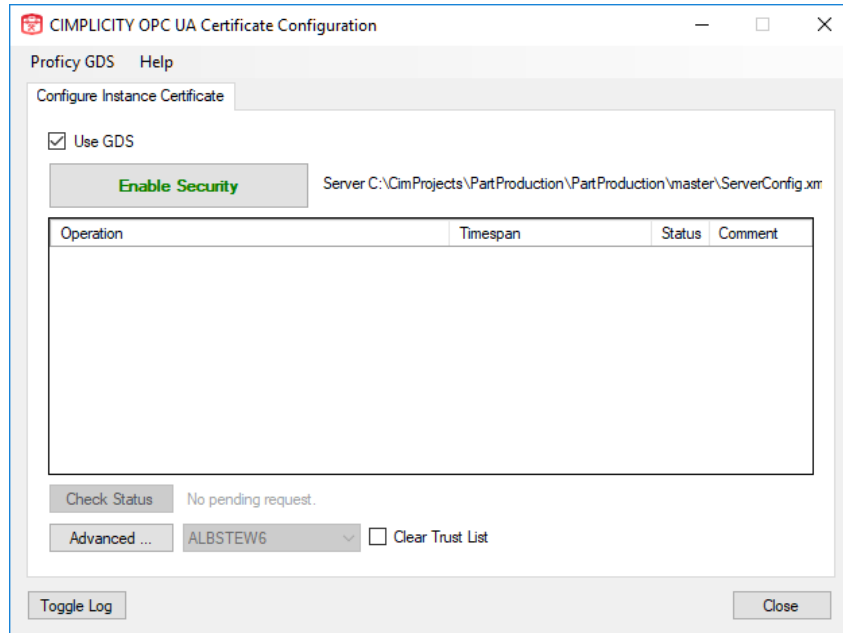 CIMPLICITY OPC UA Certificate Configuration
Proficy GDS Help
Configure Instance Certificate
Use GDS
Enable Security Server C:\CimProjects\PartProduction\PartProduction\master\ServerConfig.xm
Operation Timespan Status Comment
Check Status No pending request.
Advanced ... ALBSTEW6 Clear Trust List
Toggle Log Close